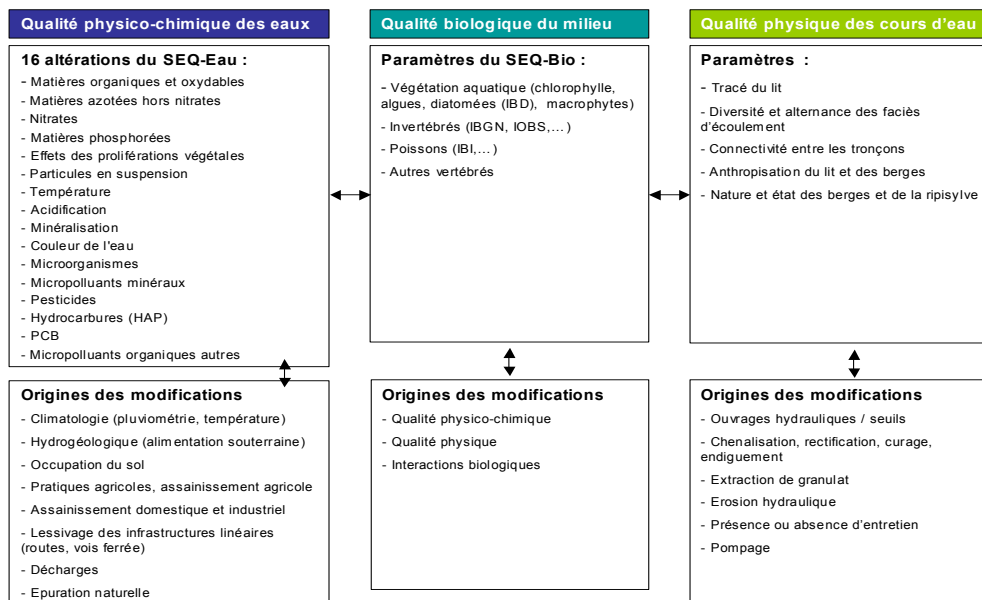 Qualité physico-chimique des eaux
16 altérations du SEQ-Eau :
- Matières organiques et oxydables
- Matières azotées hors nitrates
- Nitrates
- Matières phosphorées
- Effets des proliférations végétales
- Particules en suspension
- Température
- Acidification
- Minéralisation
- Couleur de l'eau
- Microorganismes
- Micropolluants minéraux
- Pesticides
- Hydrocarbures (HAP)
- PCB
- Micropolluants organiques autres
Origines des modifications
- Climatologie (pluviométrie, température)
- Hydrogéologique (alimentation souterraine)
- Occupation du sol
- Pratiques agricoles, assainissement agricole
- Assainissement domestique et industriel
- Lessivage des infrastructures linéaires
(routes, vois ferrée)
- Décharges
- Epuration naturelle
Qualité biologique du milieu
Paramètres du SEQ-Bio :
- Végétation aquatique (chlorophylle,
algues, diatomées (IBD), macrophytes)
- Invertébrés (IBGN, IOBS,…)
- Poissons (IBI,…)
- Autres vertébrés
Origines des modifications
- Qualité physico-chimique
- Qualité physique
- Interactions biologiques
Qualité physique des cours d'eau
Paramètres :
- Tracé du lit
- Diversité et alternance des faciès
d'écoulement
- Connectivité entre les tronçons
- Anthropisation du lit et des berges
- Nature et état des berges et de la ripisylve
Origines des modifications
- Ouvrages hydrauliques / seuils
- Chenalisation, rectification, curage,
endiguement
- Extraction de granulat
- Erosion hydraulique
- Présence ou absence d'entretien
- Pompage